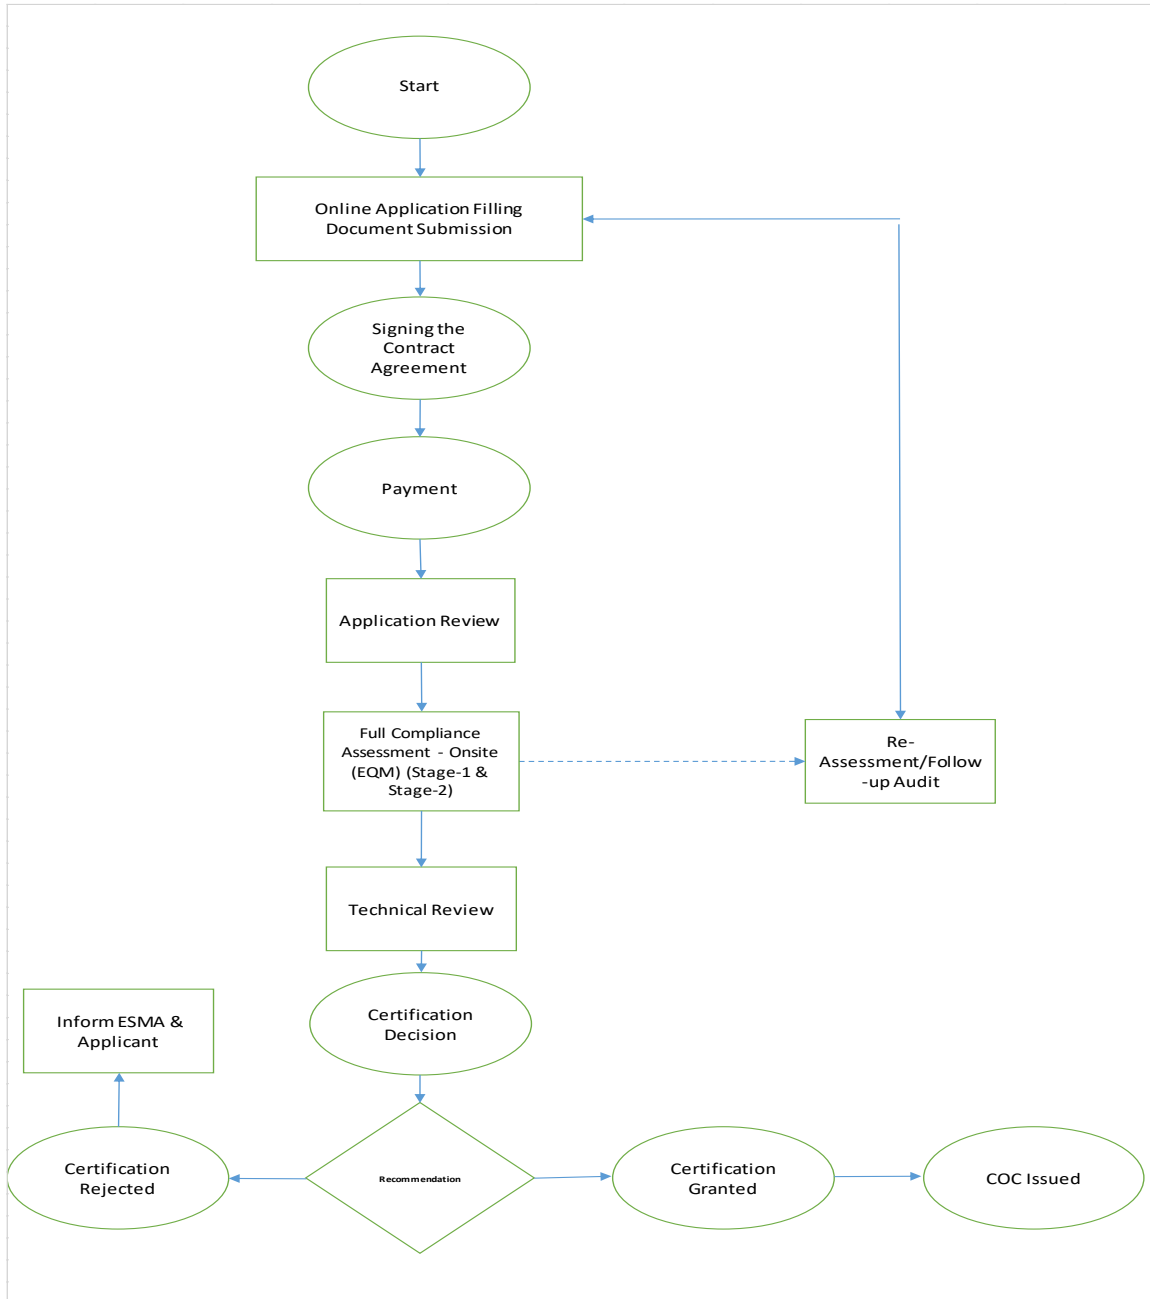 Start
Online Application Filling
Document Submission
Signing the
Contract
Agreement
Payment
Application Review
Full Compliance
Assessment - Onsite
(EQM) (Stage-1 &
Stage-2)
Re-
Assessment/Follow
-up Audit
Technical Review
Certification
Decision
Inform ESMA &
Applicant
Certification
Rejected
Recommendation
Certification
Granted
COC Issued